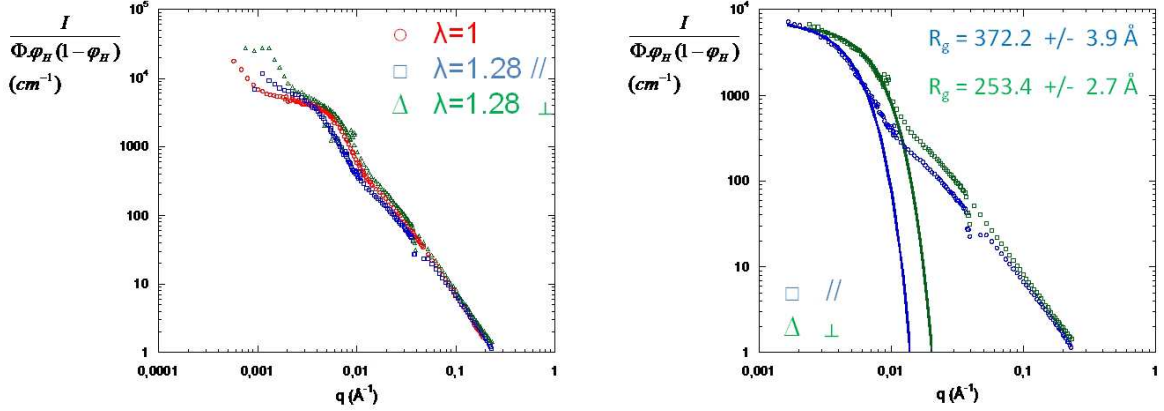 I
Φ.φH (1 − φH)
(cm⁻¹)
10⁵
10⁴
1000
100
10
1
0,0001
0,001
0,01
0,1
1
q (Å⁻¹)
λ=1
λ=1.28 //
λ=1.28 ⊥
I
Φ.φH (1 − φH)
(cm⁻¹)
10⁴
1000
100
10
1
0,001
0,01
0,1
1
q (Å⁻¹)
Rg = 372.2 +/- 3.9 Å
Rg = 253.4 +/- 2.7 Å
//
Δ ⊥